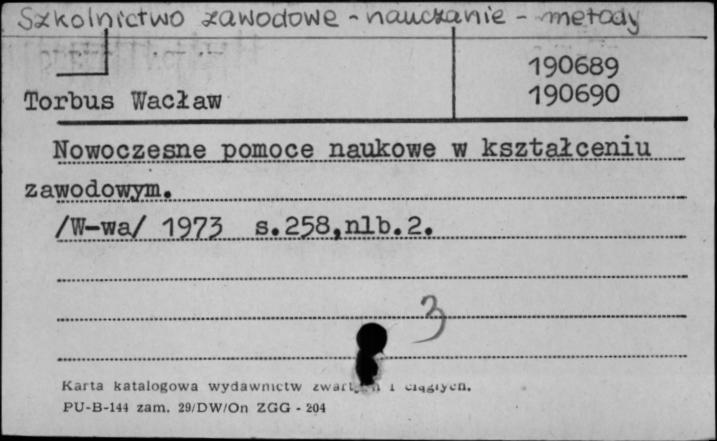 Szkolnictwo zawodowe - nauczanie - metody
190689
Torbus Wacław 190690
Nowoczesne pomoce naukowe w kształceniu
zawodowym.
/W-wa/ 1973 s.258,nlb.2.
3
Karta katalogowa wydawnictw i ciągłych.
PU-B-144 zam. 29/DW/On ZGG - 204